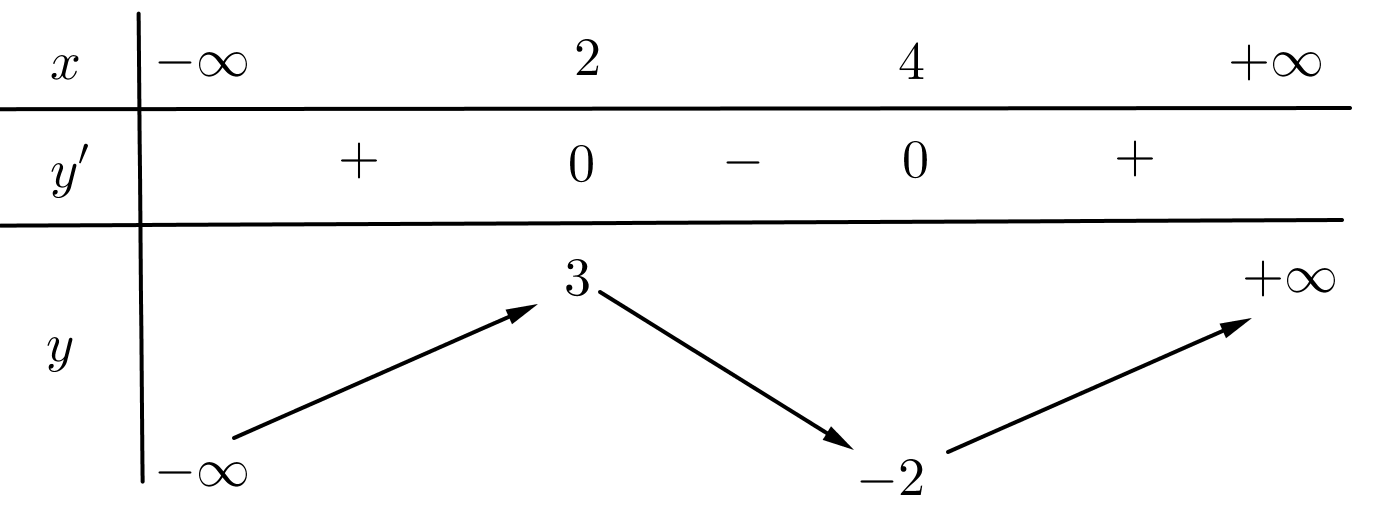 x −∞ 2 4 +∞
y′ + 0 − 0 +
3 +∞
y
−∞ −2